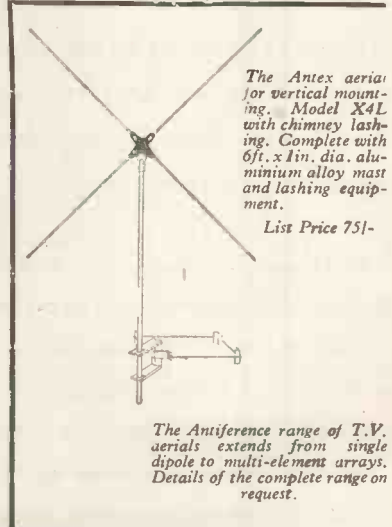 The Antex aerial
for vertical mount-
ing. Model X4L
with chimney lash-
ing. Complete with
6ft. x 1in. dia. alu-
minium alloy mast
and lashing equip-
ment.
List Price 75/-
The Antiference range of T.V.
aerials extends from single
dipole to multi-element arrays.
Details of the complete range on
request.